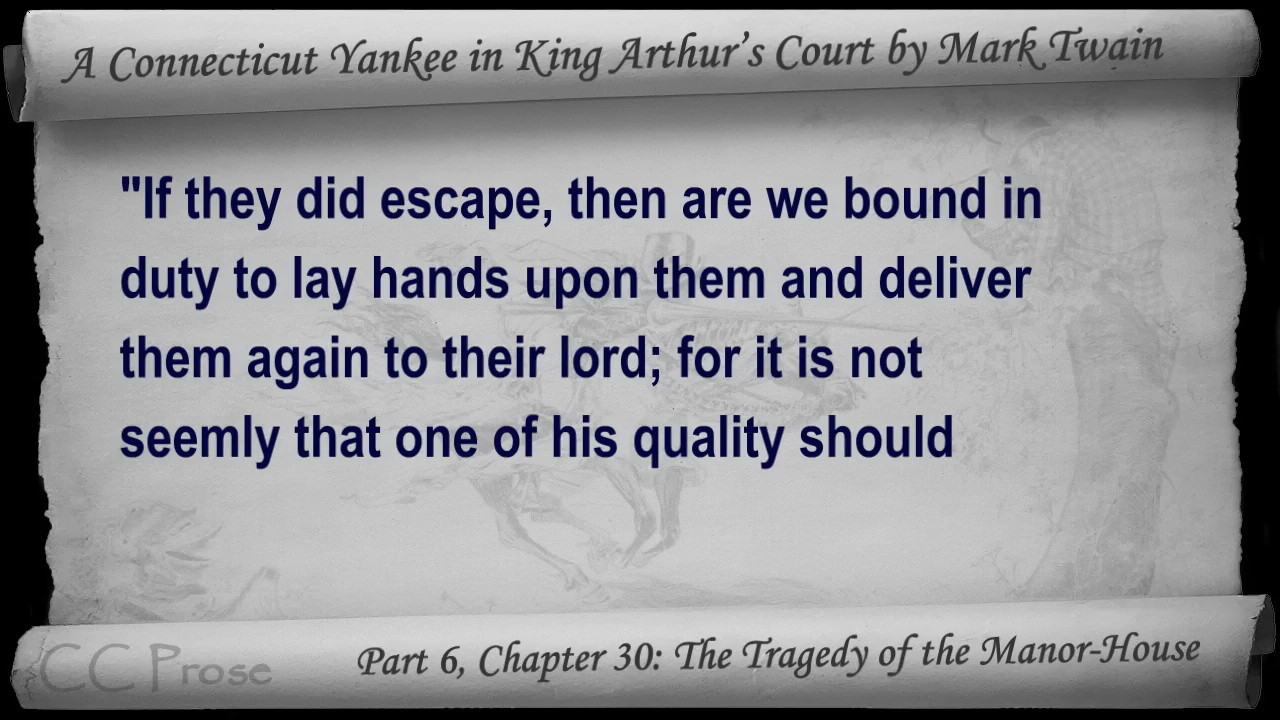 A Connecticut Yankee in King Arthur's Court by Mark Twain
"If they did escape, then are we bound in
duty to lay hands upon them and deliver
them again to their lord; for it is not
seemly that one of his quality should
CC Prose
Part 6, Chapter 30: The Tragedy of the Manor-House